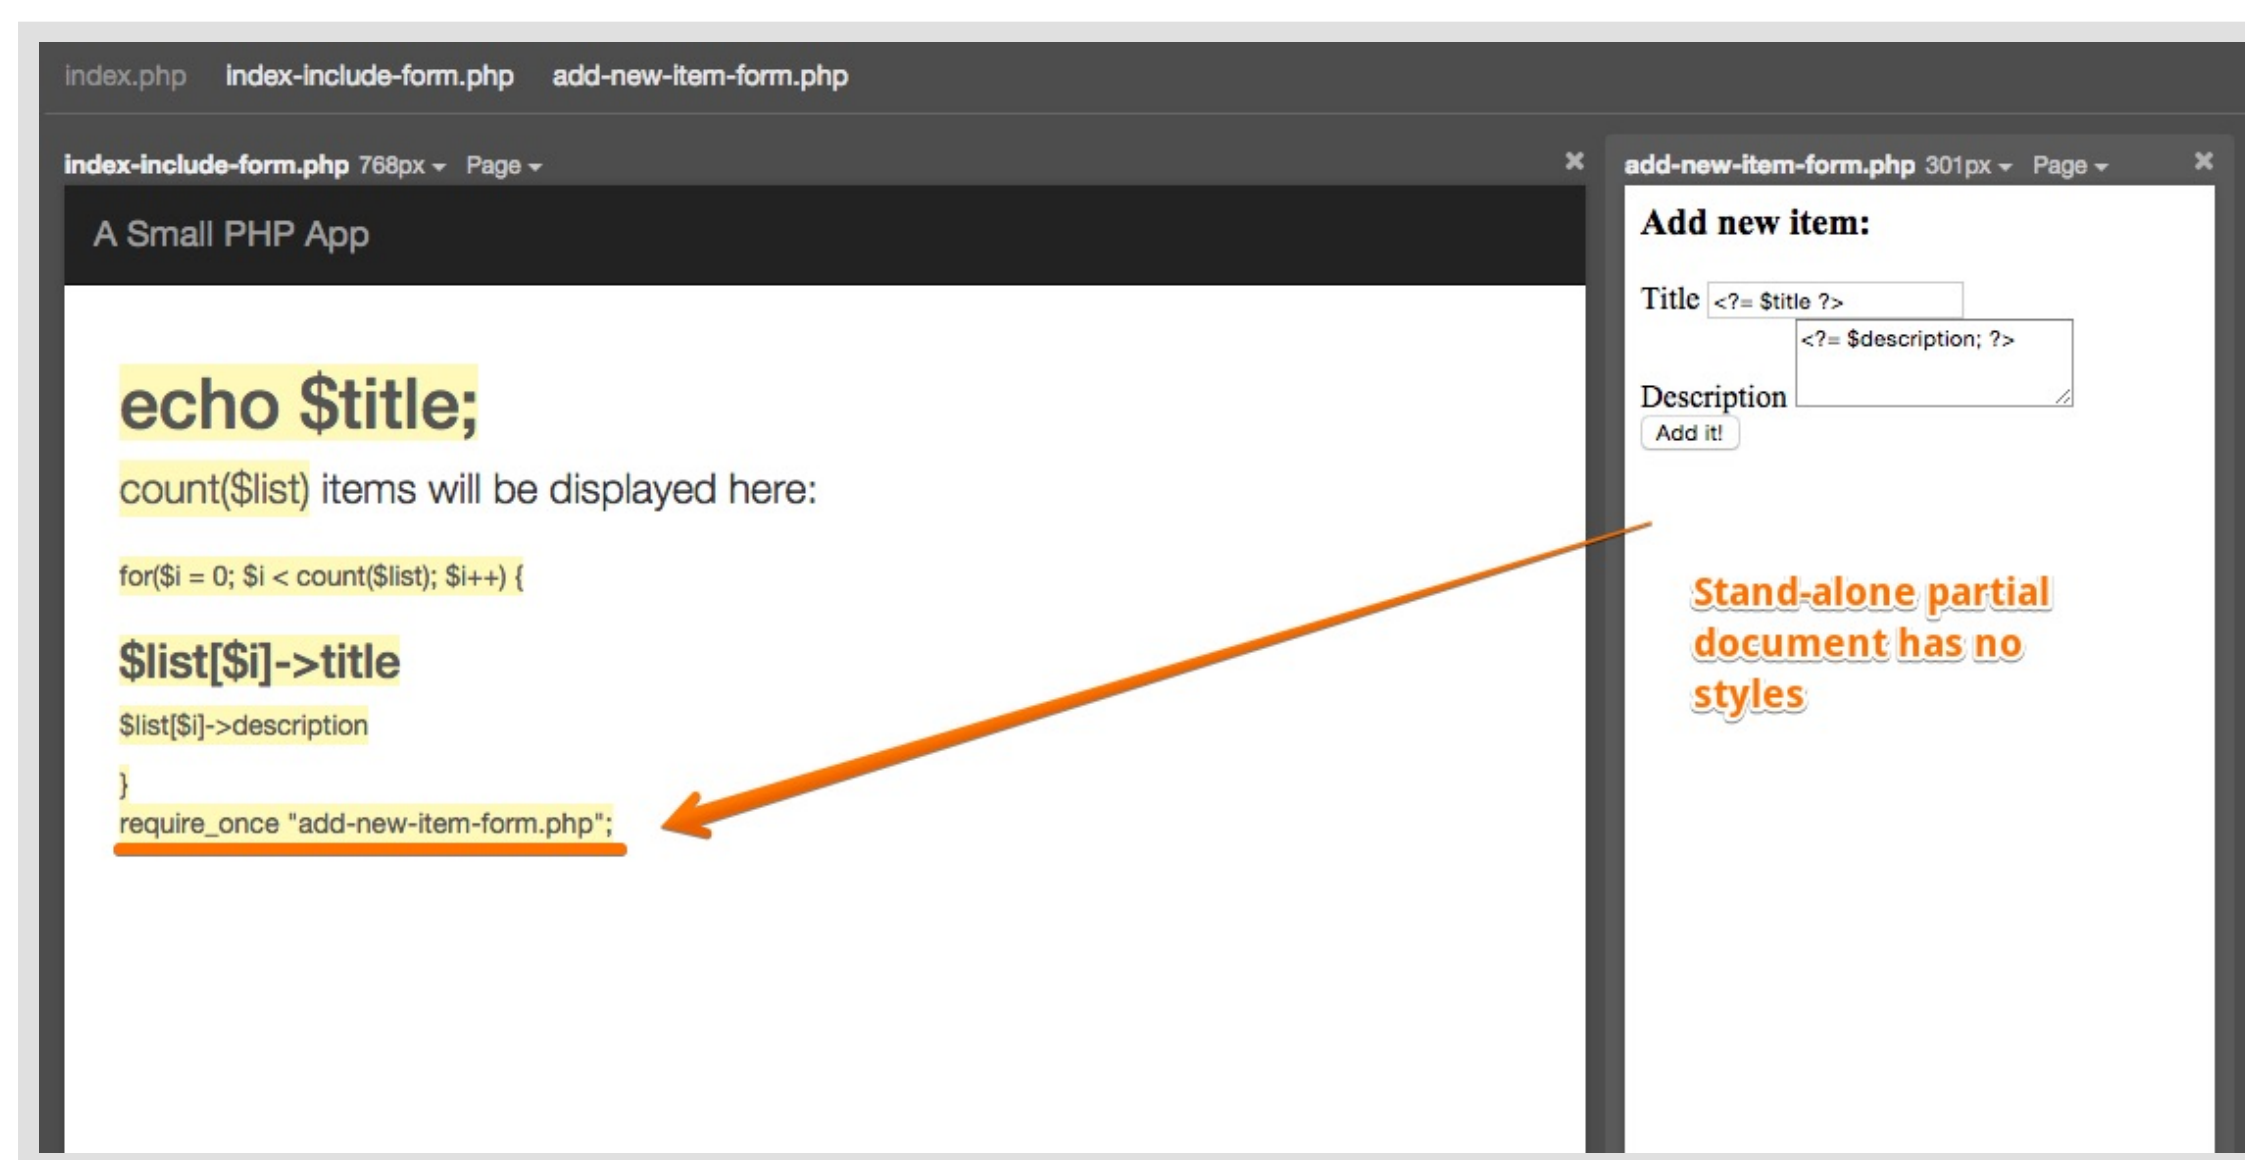 index.php index-include-form.php add-new-item-form.php
index-include-form.php 768px Page
A Small PHP App
echo $title;
count($list) items will be displayed here:
for($i = 0; $i < count($list); $i++) {
$list[$i]->title
$list[$i]->description
}
require_once "add-new-item-form.php";
add-new-item-form.php 301px Page
Add new item:
Title <?= $title ?>
<?= $description; ?>
Description
Add it!
Stand-alone partial
document has no
styles